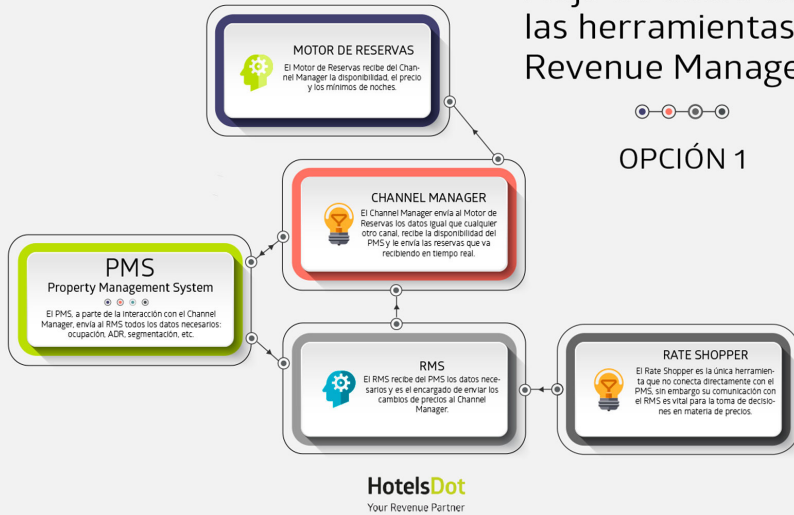 las herramientas
Revenue Manage
OPCIÓN 1
MOTOR DE RESERVAS
El Motor de Reservas recibe del Chan-
nel Manager la disponibilidad, el precio
y los mínimos de noches.
CHANNEL MANAGER
El Channel Manager envía al Motor de
Reservas los datos igual que cualquier
otro canal, recibe la disponibilidad del
PMS y le envía las reservas que va
recibiendo en tiempo real.
PMS
Property Management System
El PMS, a parte de la interacción con el Channel
Manager, envía al RMS todos los datos necesarios:
ocupación, ADR, segmentación, etc.
RMS
El RMS recibe del PMS los datos nece-
sarios y es el encargado de enviar los
cambios de precios al Channel
Manager.
RATE SHOPPER
El Rate Shopper es la única herramien-
ta que no conecta directamente con el
PMS, sin embargo su comunicación con
el RMS es vital para la toma de decisio-
nes en materia de precios.
HotelsDot
Your Revenue Partner